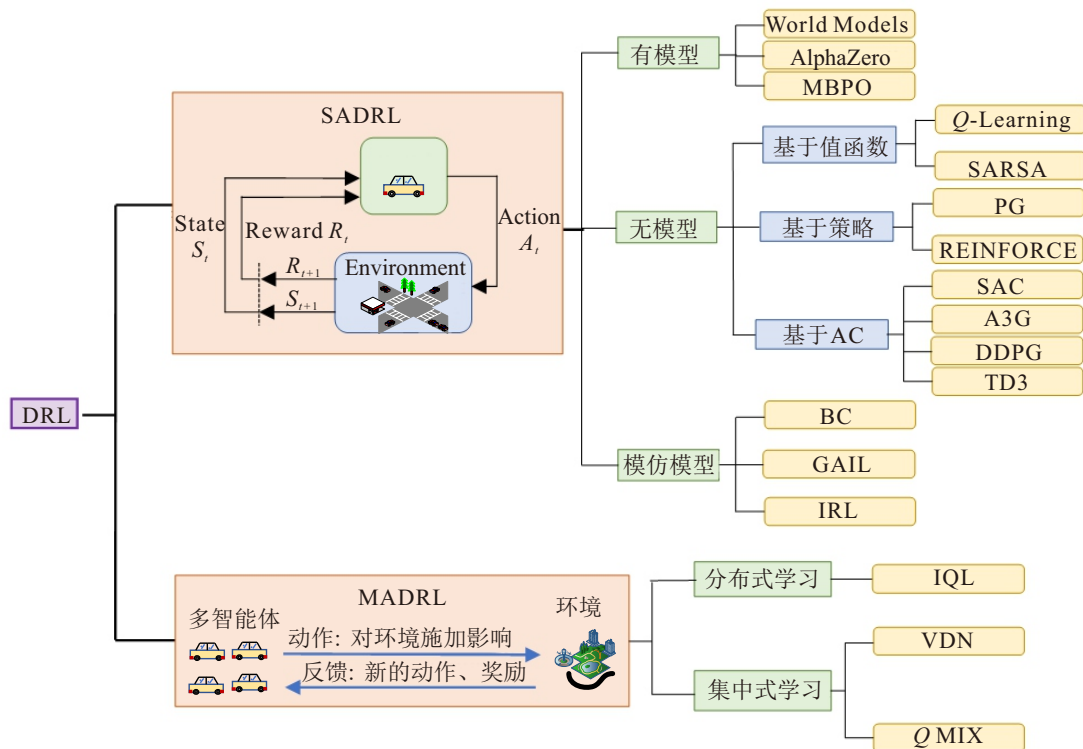 DRL
SADRL
State
S_t
Reward R_t
Action
A_t
R_{t+1}
S_{t+1}
Environment
有模型
World Models
AlphaZero
MBPO
无模型
基于值函数
Q-Learning
SARSA
基于策略
PG
REINFORCE
基于AC
SAC
A3G
DDPG
TD3
模仿模型
BC
GAIL
IRL
MADRL
多智能体
环境
动作: 对环境施加影响
反馈: 新的动作、奖励
分布式学习
IQL
集中式学习
VDN
Q MIX